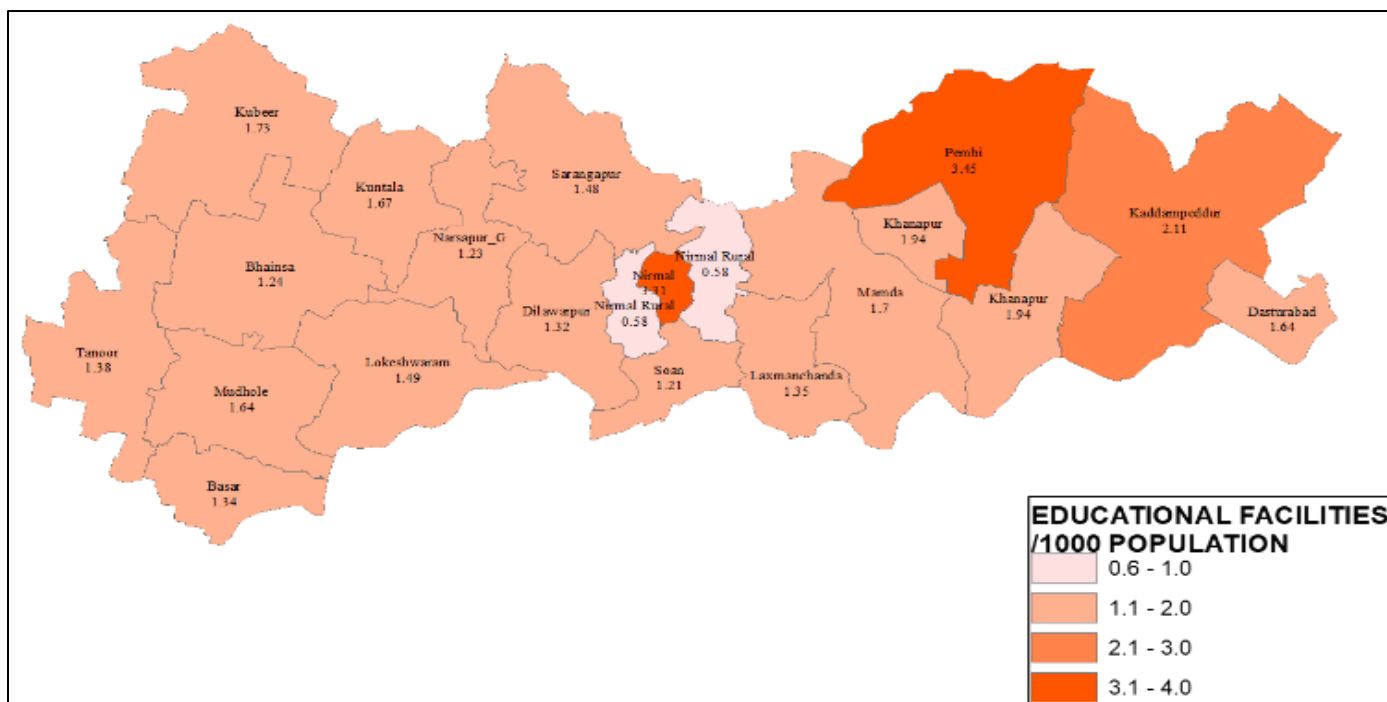 Kubeer
1.73
Kuntala
1.67
Sarangapur
1.48
Narsapur_G
1.23
Bhainsa
1.24
Tanoor
1.38
Mudhole
1.64
Lokeshwaram
1.49
Basar
1.34
Dilawarpur
1.32
Nirmal Rural
0.58
Nirmal
3.31
Nirmal Rural
0.58
Soan
1.21
Laxmanchanda
1.35
Mamda
1.7
Khanapur
1.94
Pembi
3.45
Khanapur
1.94
Kaddampeddur
2.11
Dasturabad
1.64
EDUCATIONAL FACILITIES
/1000 POPULATION
0.6 - 1.0
1.1 - 2.0
2.1 - 3.0
3.1 - 4.0